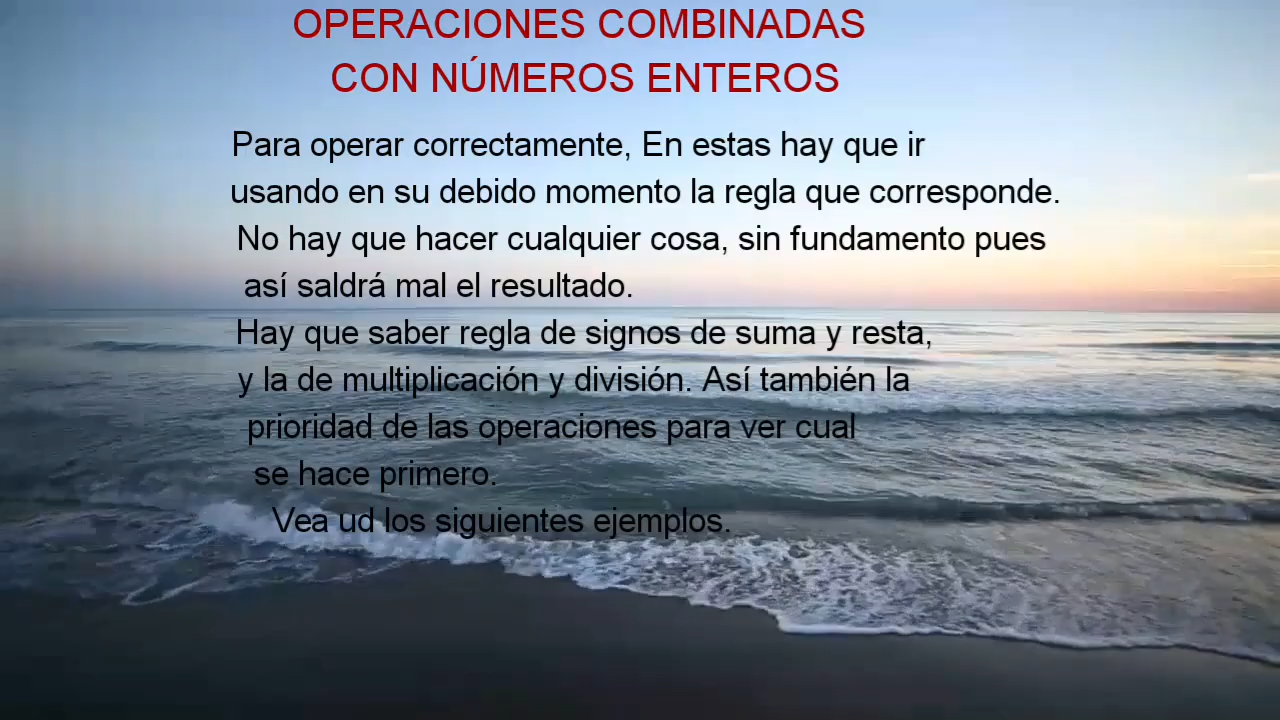 OPERACIONES COMBINADAS
CON NÚMEROS ENTEROS
Para operar correctamente, En estas hay que ir
usando en su debido momento la regla que corresponde.
No hay que hacer cualquier cosa, sin fundamento pues
así saldrá mal el resultado.
Hay que saber regla de signos de suma y resta,
y la de multiplicación y división. Así también la
prioridad de las operaciones para ver cual
se hace primero.
Vea ud los siguientes ejemplos.